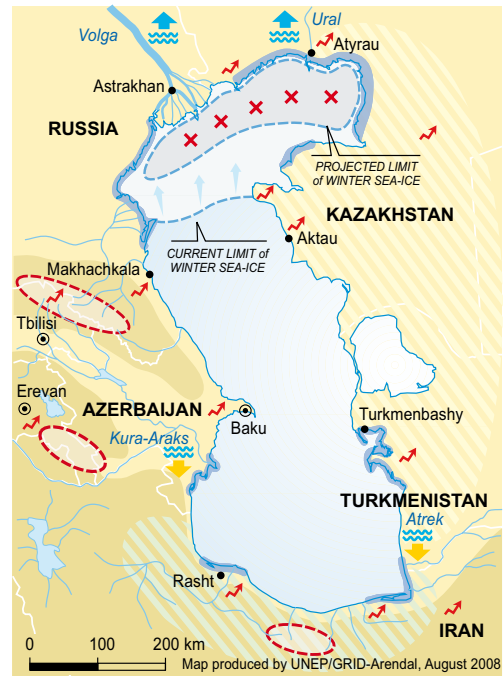 Volga
Ural
Atyrau
Astrakhan
RUSSIA
PROJECTED LIMIT
of WINTER SEA-ICE
KAZAKHSTAN
CURRENT LIMIT of
WINTER SEA-ICE
Aktau
Makhachkala
Tbilisi
Erevan
AZERBAIJAN
Baku
Turkmenbashy
Kura-Araks
TURKMENISTAN
Atrek
Rasht
IRAN
0 100 200 km
Map produced by UNEP/GRID-Arendal, August 2008